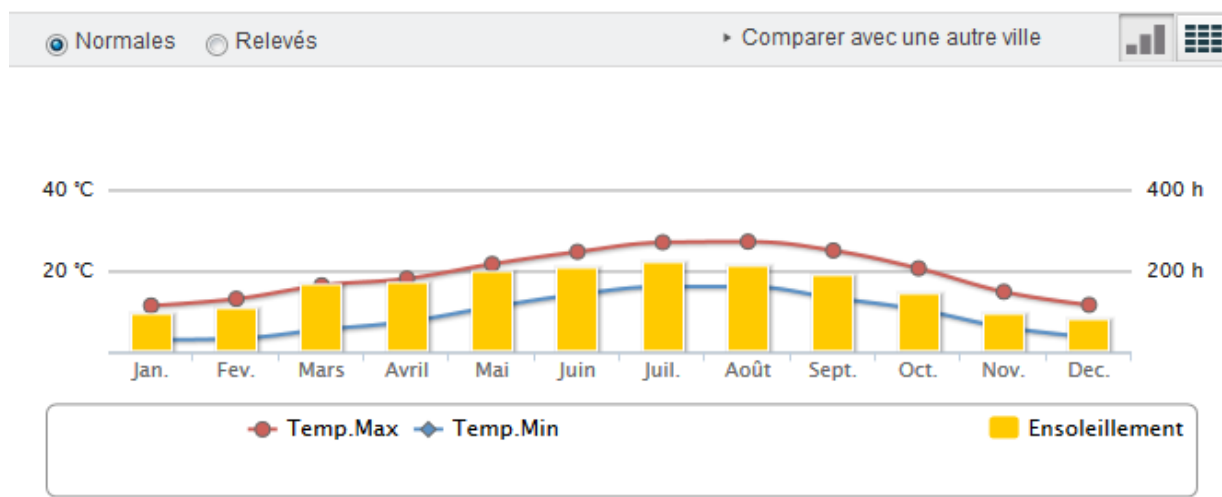 Normales Relevés ‣ Comparer avec une autre ville
40 °C 400 h
20 °C 200 h
Jan. Fev. Mars Avril Mai Juin Juil. Août Sept. Oct. Nov. Dec.
Temp.Max Temp.Min Ensoleillement